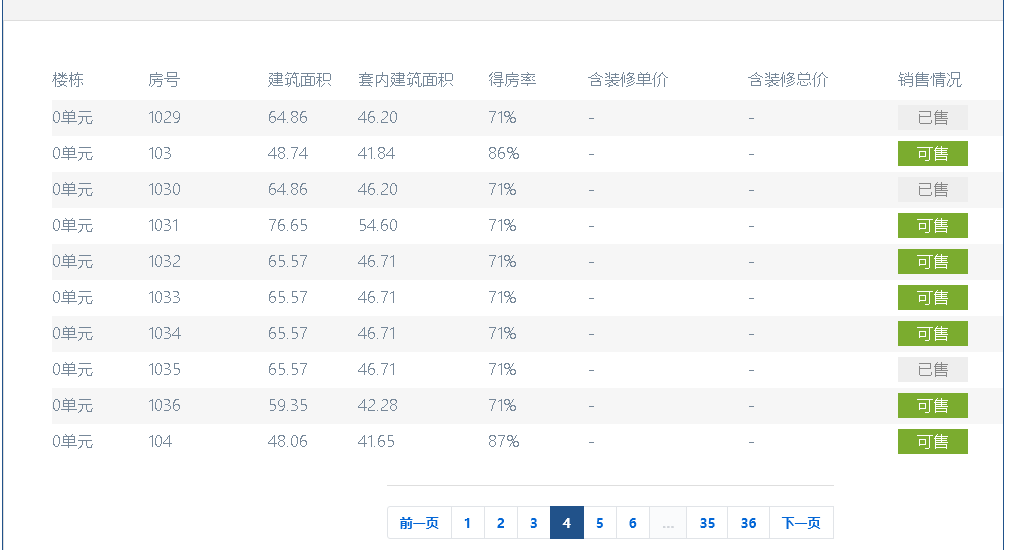 楼栋 房号 建筑面积 套内建筑面积 得房率 含装修单价 含装修总价 销售情况
0单元 1029 64.86 46.20 71% - - 已售
0单元 103 48.74 41.84 86% - - 可售
0单元 1030 64.86 46.20 71% - - 已售
0单元 1031 76.65 54.60 71% - - 可售
0单元 1032 65.57 46.71 71% - - 可售
0单元 1033 65.57 46.71 71% - - 可售
0单元 1034 65.57 46.71 71% - - 可售
0单元 1035 65.57 46.71 71% - - 已售
0单元 1036 59.35 42.28 71% - - 可售
0单元 104 48.06 41.65 87% - - 可售
前一页 1 2 3 4 5 6 ... 35 36 下一页